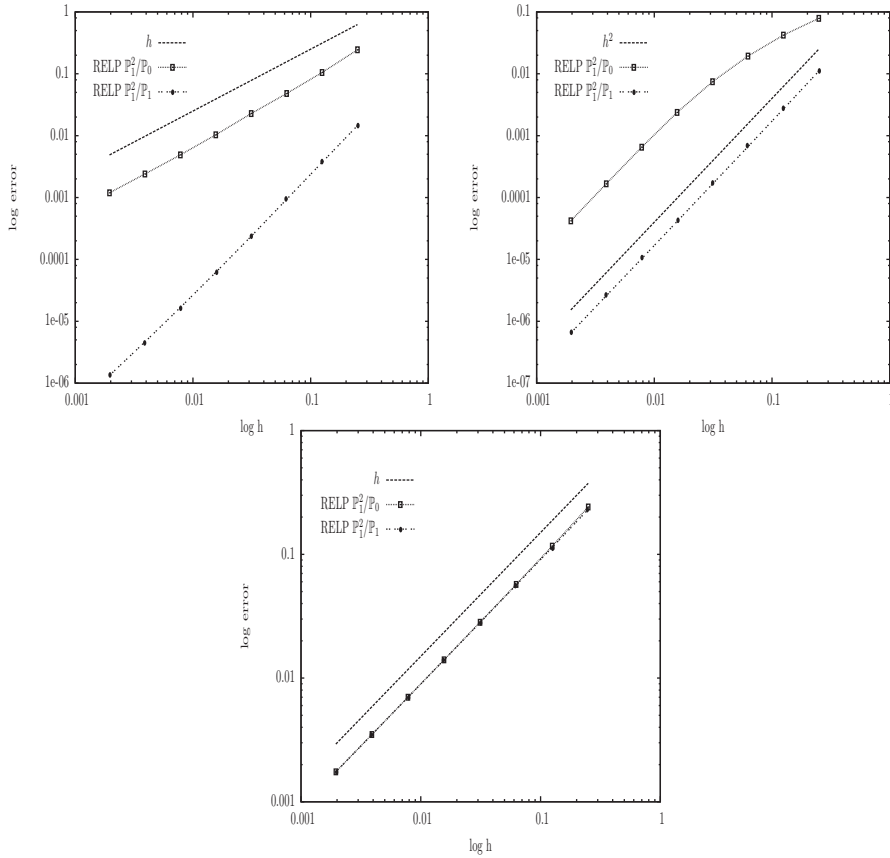 1
0.1
0.01
0.001
0.0001
1e-05
1e-06
0.001
0.01
0.1
1
log error
log h
h
RELP ℙ₁²/ℙ₀
RELP ℙ₁²/ℙ₁
0.1
0.01
0.001
0.0001
1e-05
1e-06
1e-07
0.001
0.01
0.1
1
log error
log h
h²
RELP ℙ₁²/ℙ₀
RELP ℙ₁²/ℙ₁
1
0.1
0.01
0.001
0.001
0.01
0.1
1
log error
log h
h
RELP ℙ₁²/ℙ₀
RELP ℙ₁²/ℙ₁